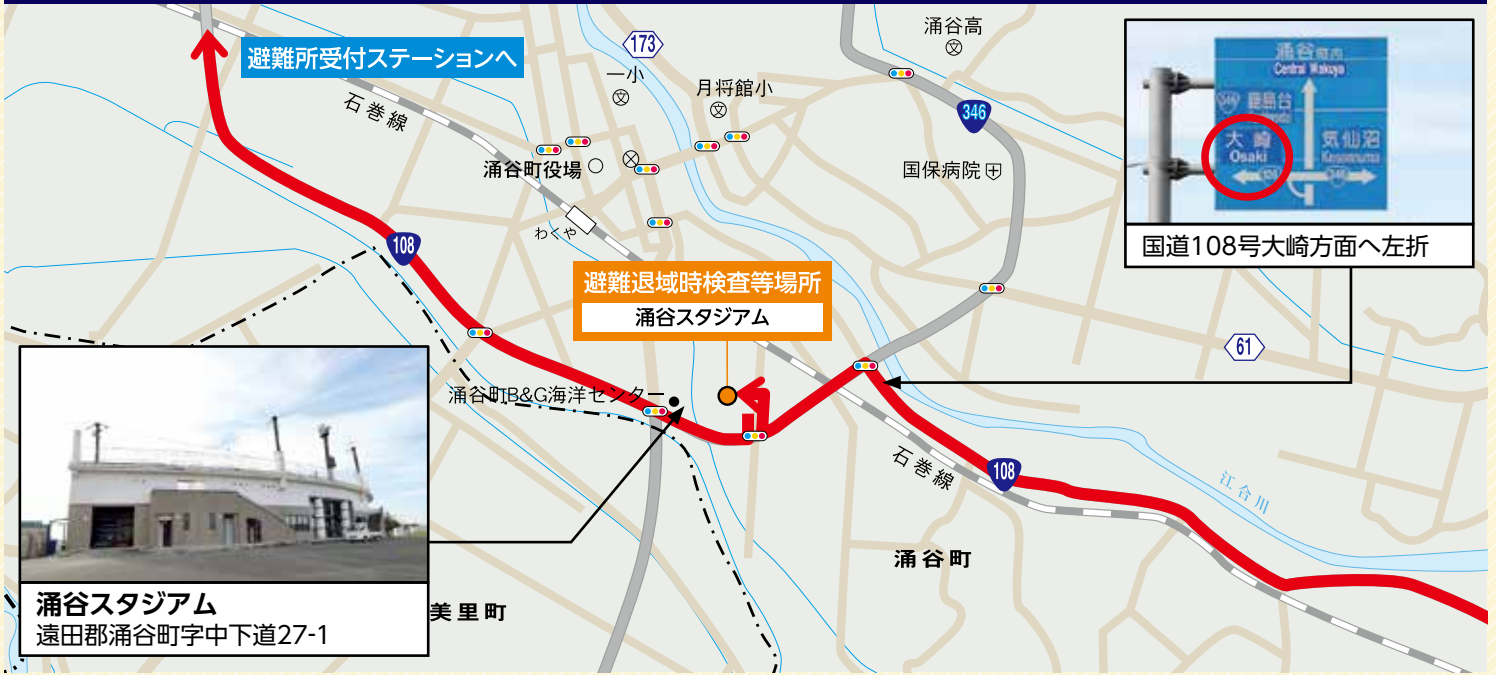 避難所受付ステーションへ
173
涌谷高
一小
月将館小
石巻線
346
涌谷町役場
国保病院
わくや
108
避難退域時検査等場所
涌谷スタジアム
涌谷町B&G海洋センター
61
石巻線
108
江合川
涌谷町
美里町
涌谷町内
Central Wakuya
346
鹿島台
大崎
Osaki
気仙沼
Kesennuma
108
346
国道108号大崎方面へ左折
涌谷スタジアム
遠田郡涌谷町字中下道27-1